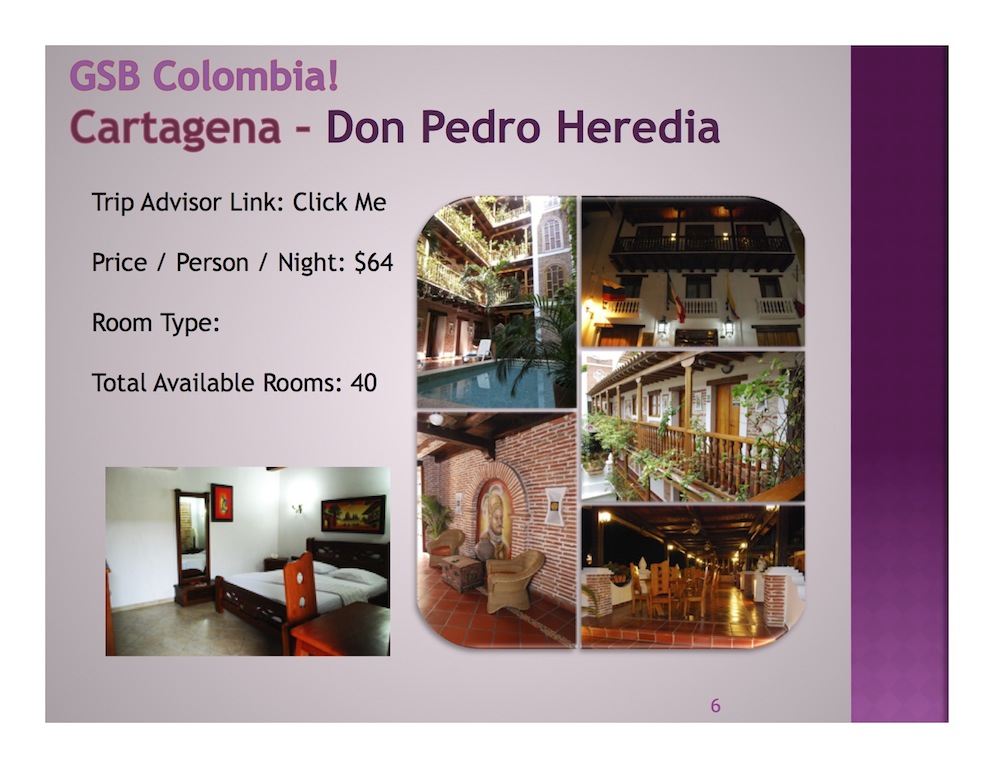 GSB Colombia!
Cartagena - Don Pedro Heredia
Trip Advisor Link: Click Me
Price / Person / Night: $64
Room Type:
Total Available Rooms: 40
6